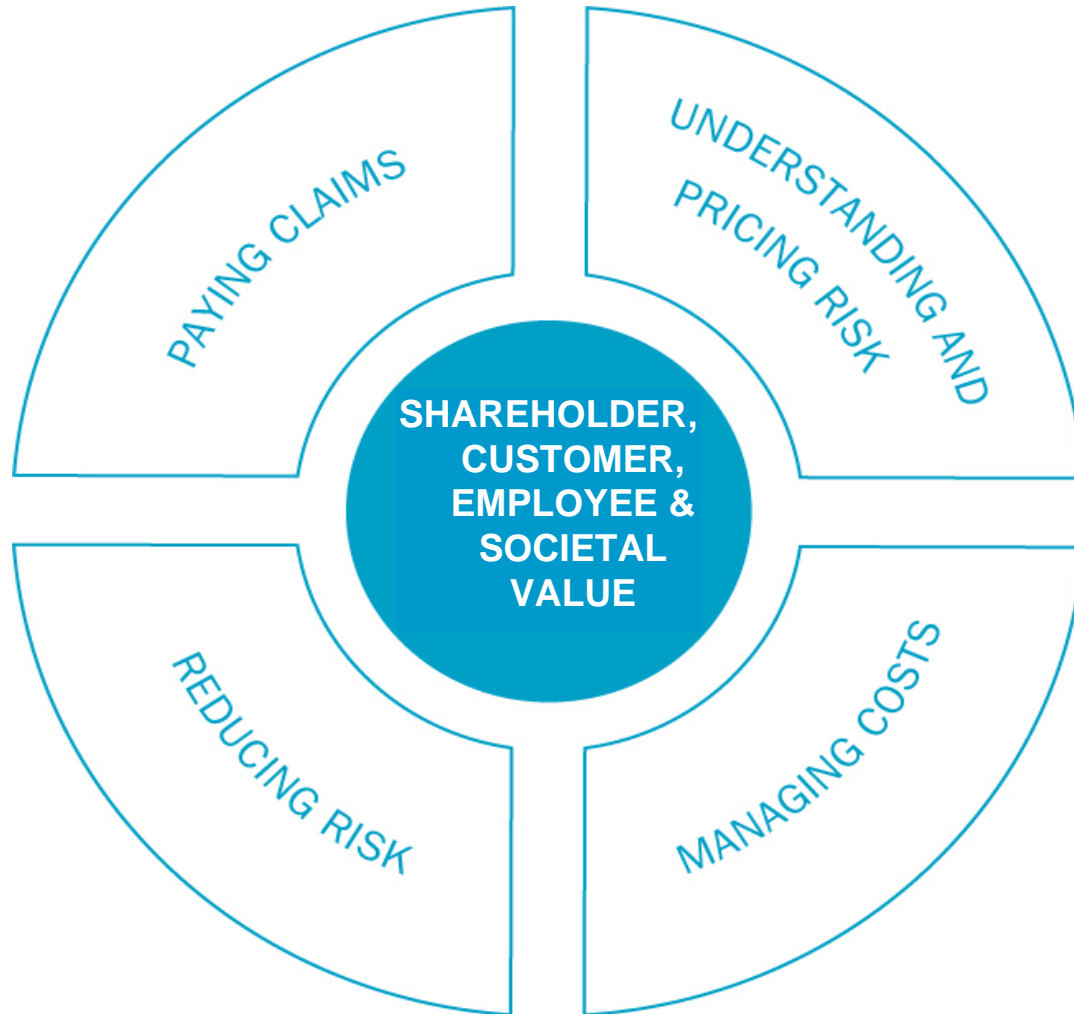 PAYING CLAIMS
UNDERSTANDING AND
PRICING RISK
SHAREHOLDER,
CUSTOMER,
EMPLOYEE &
SOCIETAL
VALUE
REDUCING RISK
MANAGING COSTS